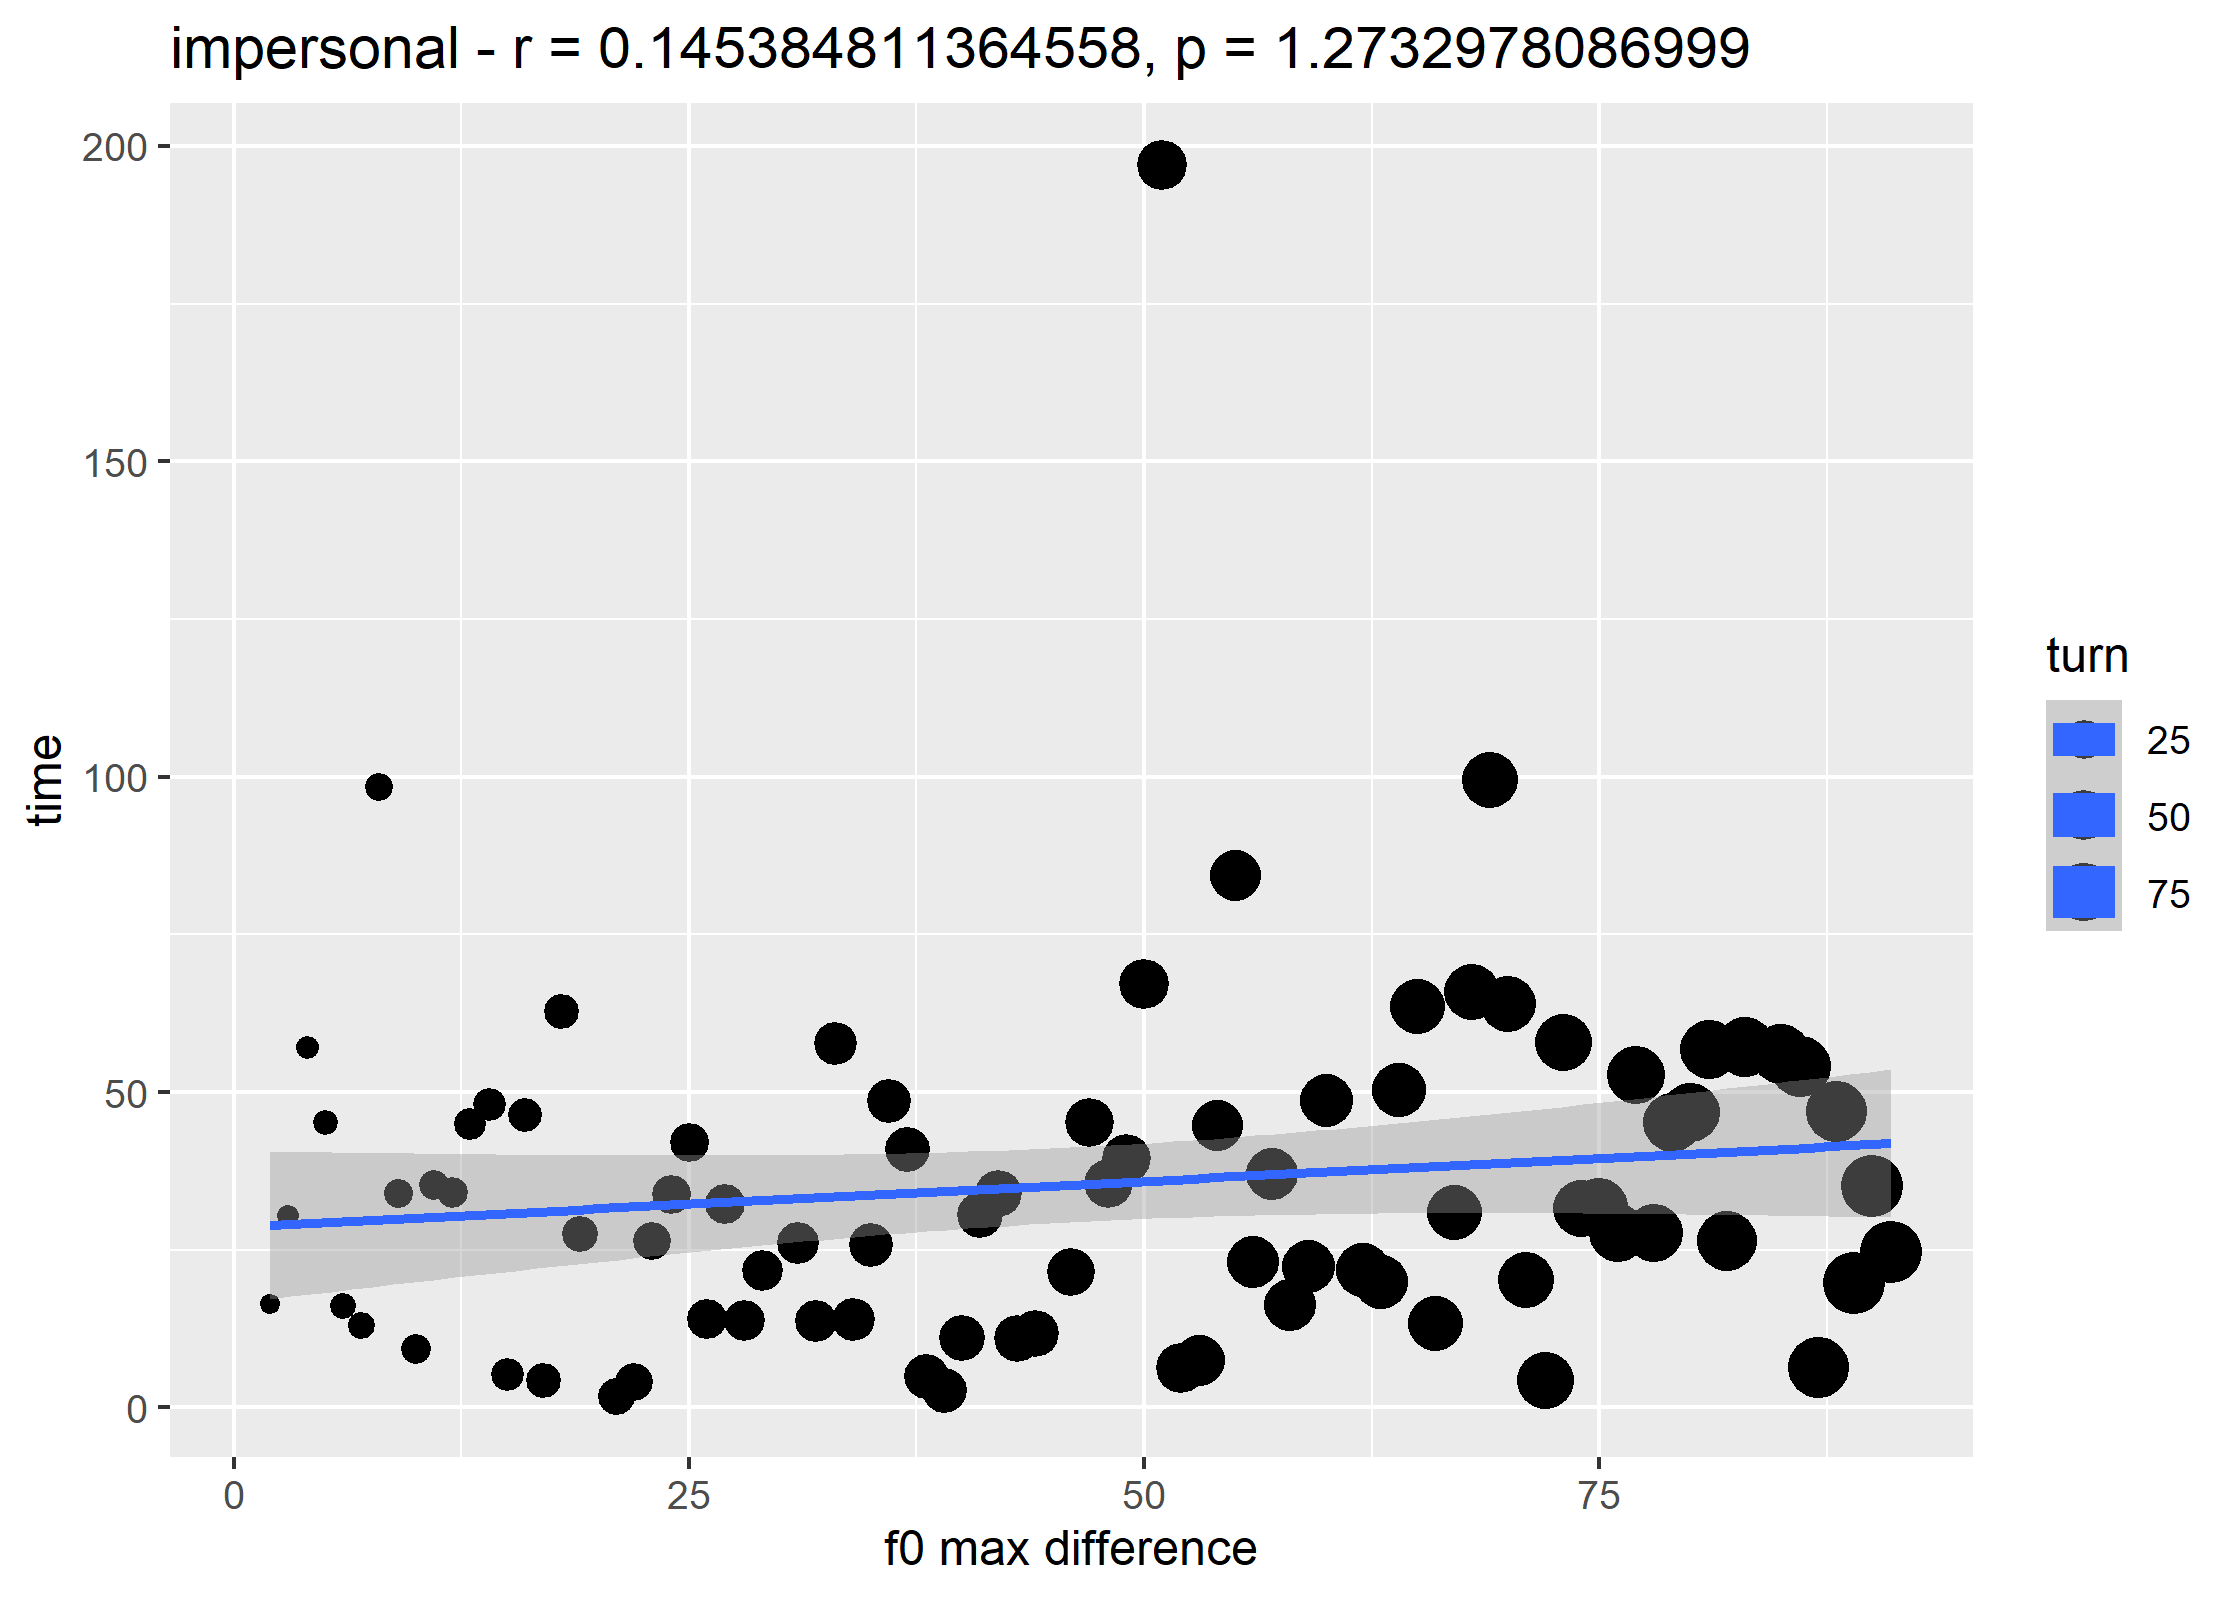 impersonal - r = 0.145384811364558, p = 1.2732978086999
200
150
100
50
0
time
0 25 50 75
f0 max difference
turn
25
50
75